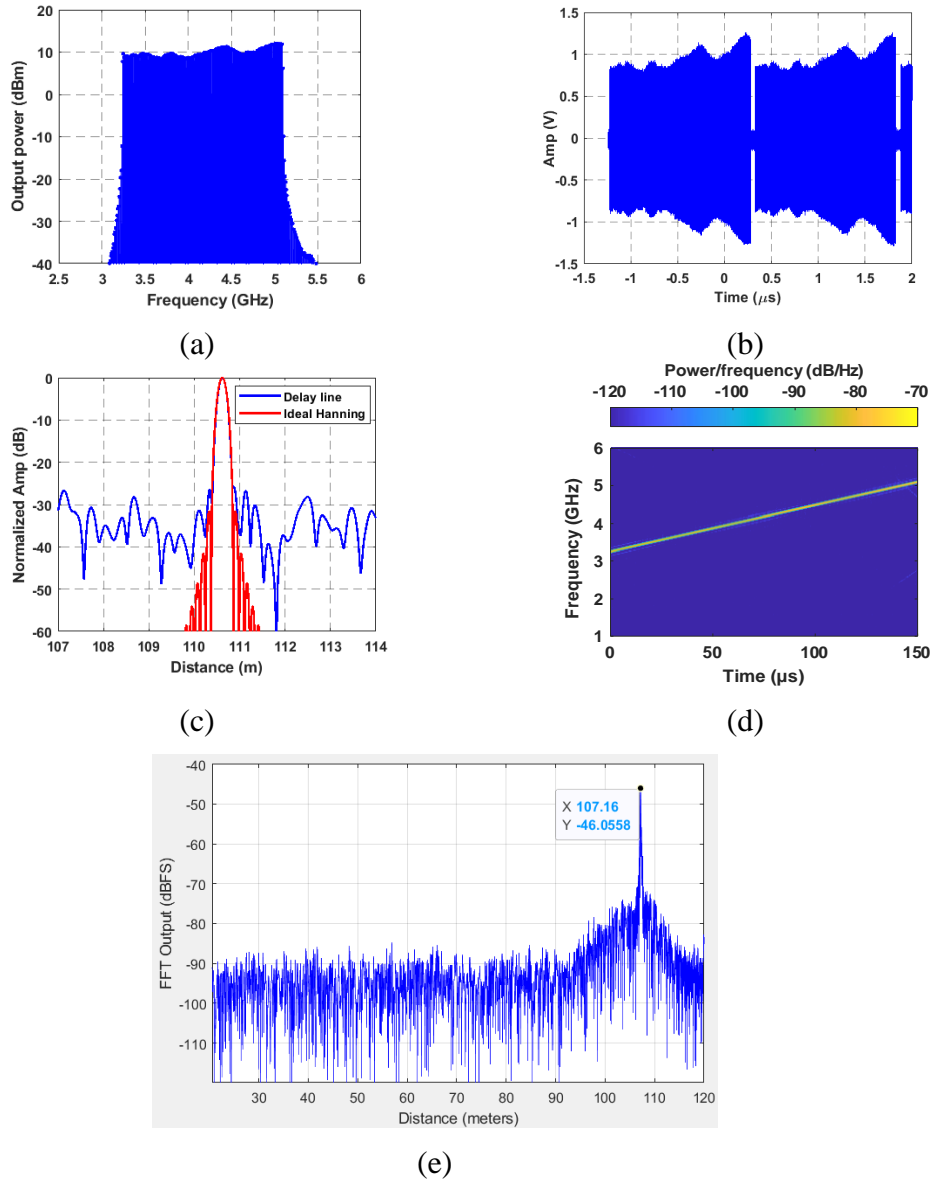 20
10
0
-10
-20
-30
-40
2.5 3 3.5 4 4.5 5 5.5 6
Output power (dBm)
Frequency (GHz)
(a)
1.5
1
0.5
0
-0.5
-1
-1.5
-1.5 -1 -0.5 0 0.5 1 1.5 2
Amp (V)
Time (μs)
(b)
0
-10
-20
-30
-40
-50
-60
107 108 109 110 111 112 113 114
Normalized Amp (dB)
Distance (m)
Delay line
Ideal Hanning
(c)
Power/frequency (dB/Hz)
-120 -110 -100 -90 -80 -70
6
5
4
3
2
1
0 50 100 150
Frequency (GHz)
Time (µs)
(d)
-40
-50
-60
-70
-80
-90
-100
-110
30 40 50 60 70 80 90 100 110 120
FFT Output (dBFS)
Distance (meters)
X 107.16
Y -46.0558
(e)